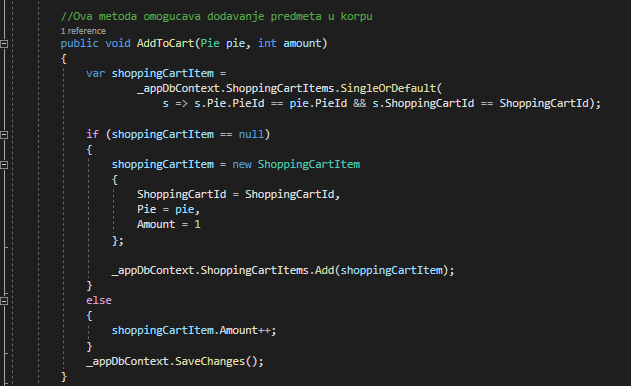 //Ova metoda omogucava dodavanje predmeta u korpu
1 reference
public void AddToCart(Pie pie, int amount)
{
var shoppingCartItem =
_appDbContext.ShoppingCartItems.SingleOrDefault(
s => s.Pie.PieId == pie.PieId && s.ShoppingCartId == ShoppingCartId);
if (shoppingCartItem == null)
{
shoppingCartItem = new ShoppingCartItem
{
ShoppingCartId = ShoppingCartId,
Pie = pie,
Amount = 1
};
_appDbContext.ShoppingCartItems.Add(shoppingCartItem);
}
else
{
shoppingCartItem.Amount++;
}
_appDbContext.SaveChanges();
}